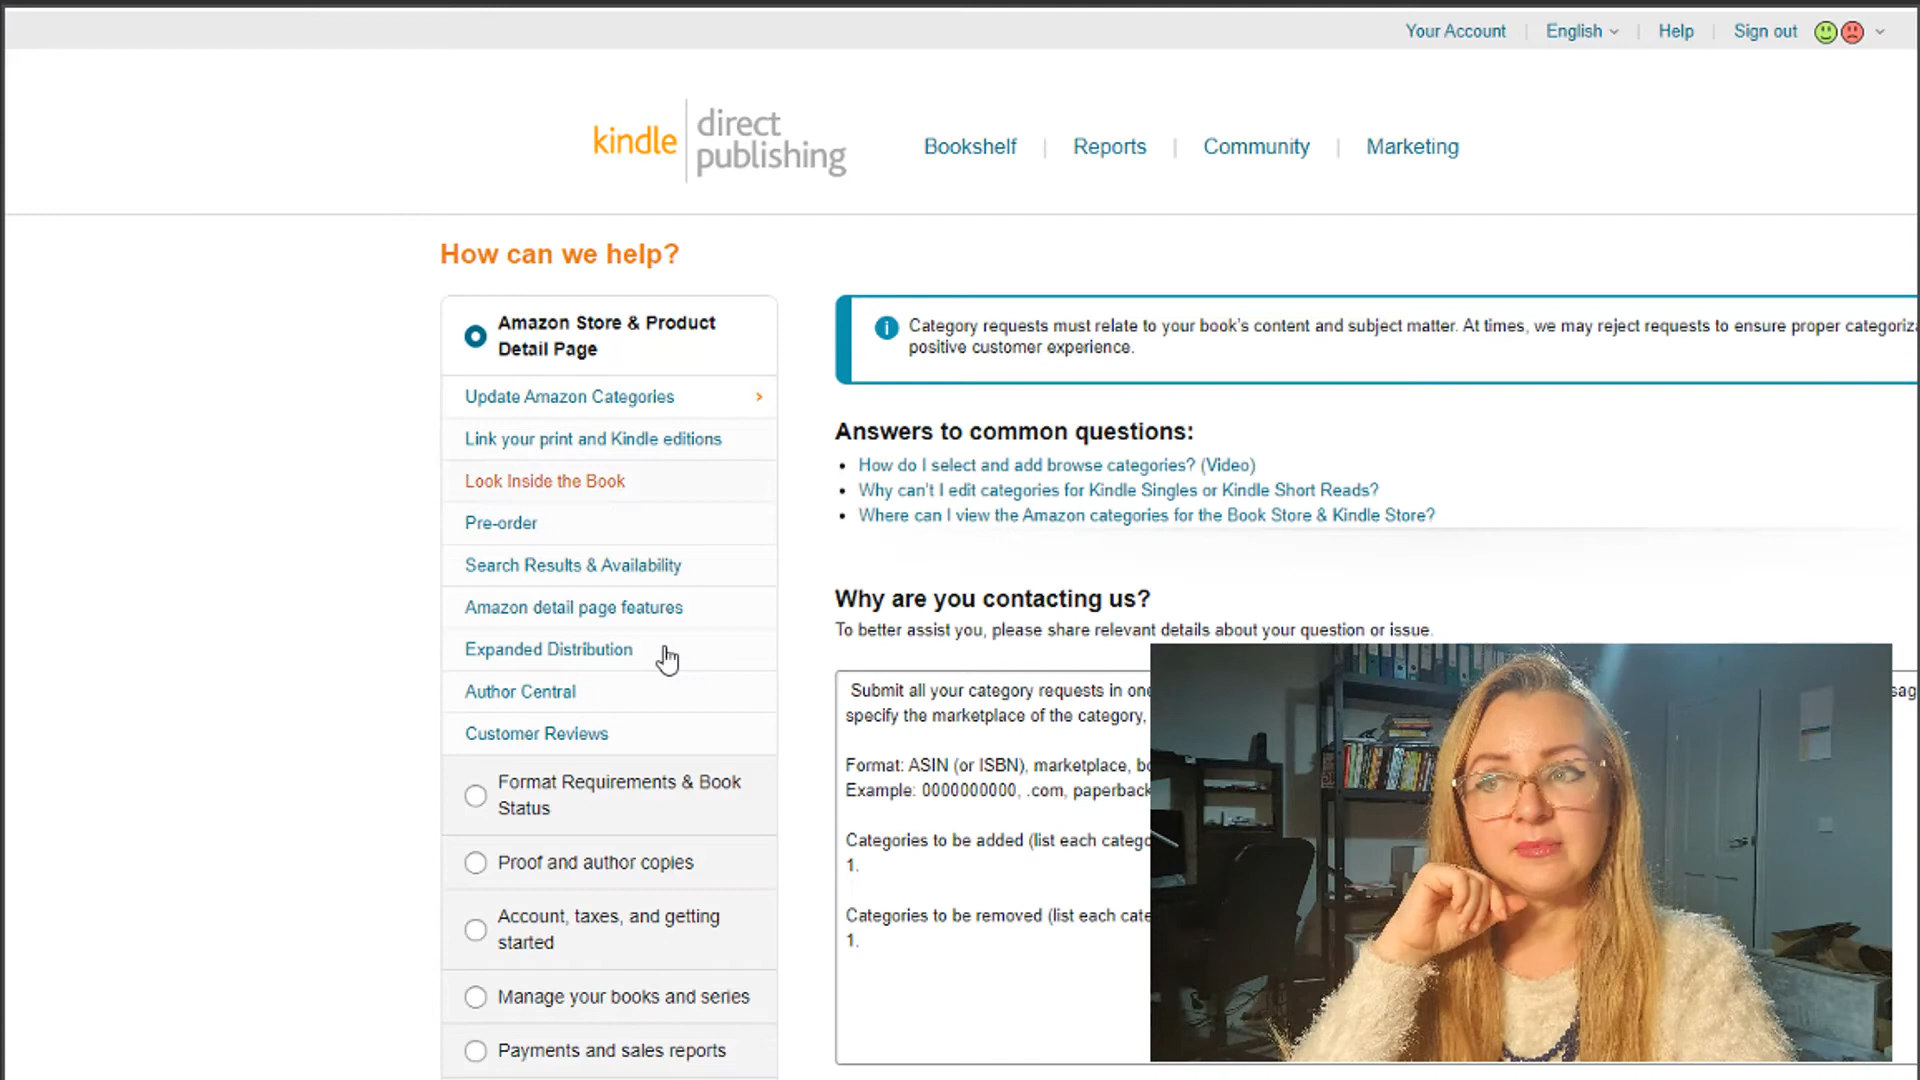 Your Account
English
Help
Sign out
kindle
direct
publishing
Bookshelf
Reports
Community
Marketing
How can we help?
Amazon Store & Product
Detail Page
Update Amazon Categories
Link your print and Kindle editions
Look Inside the Book
Pre-order
Search Results & Availability
Amazon detail page features
Expanded Distribution
Author Central
Customer Reviews
Format Requirements & Book
Status
Proof and author copies
Account, taxes, and getting
started
Manage your books and series
Payments and sales reports
Category requests must relate to your book's content and subject matter. At times, we may reject requests to ensure proper
positive customer experience.
Answers to common questions:
• How do I select and add browse categories? (Video)
• Why can't I edit categories for Kindle Singles or Kindle Short Reads?
• Where can I view the Amazon categories for the Book Store & Kindle Store?
Why are you contacting us?
To better assist you, please share relevant details about your question or issue.
Submit all your category requests in
specify the marketplace of the category,
Format: ASIN (or ISBN), marketplace,
Example: 0000000000, .com, paperback
Categories to be added (list each
1.
Categories to be removed (list each
1.